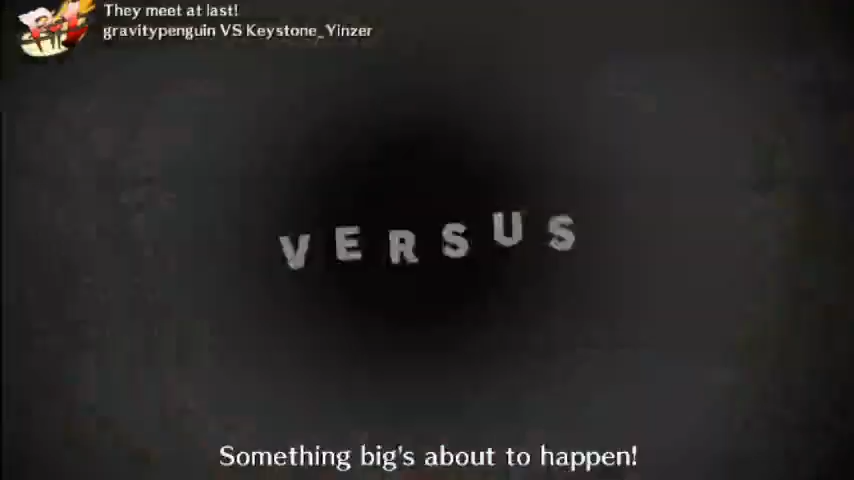 They meet at last!
gravitypenguin VS Keystone_Yinzer
VERSUS
Something big's about to happen!